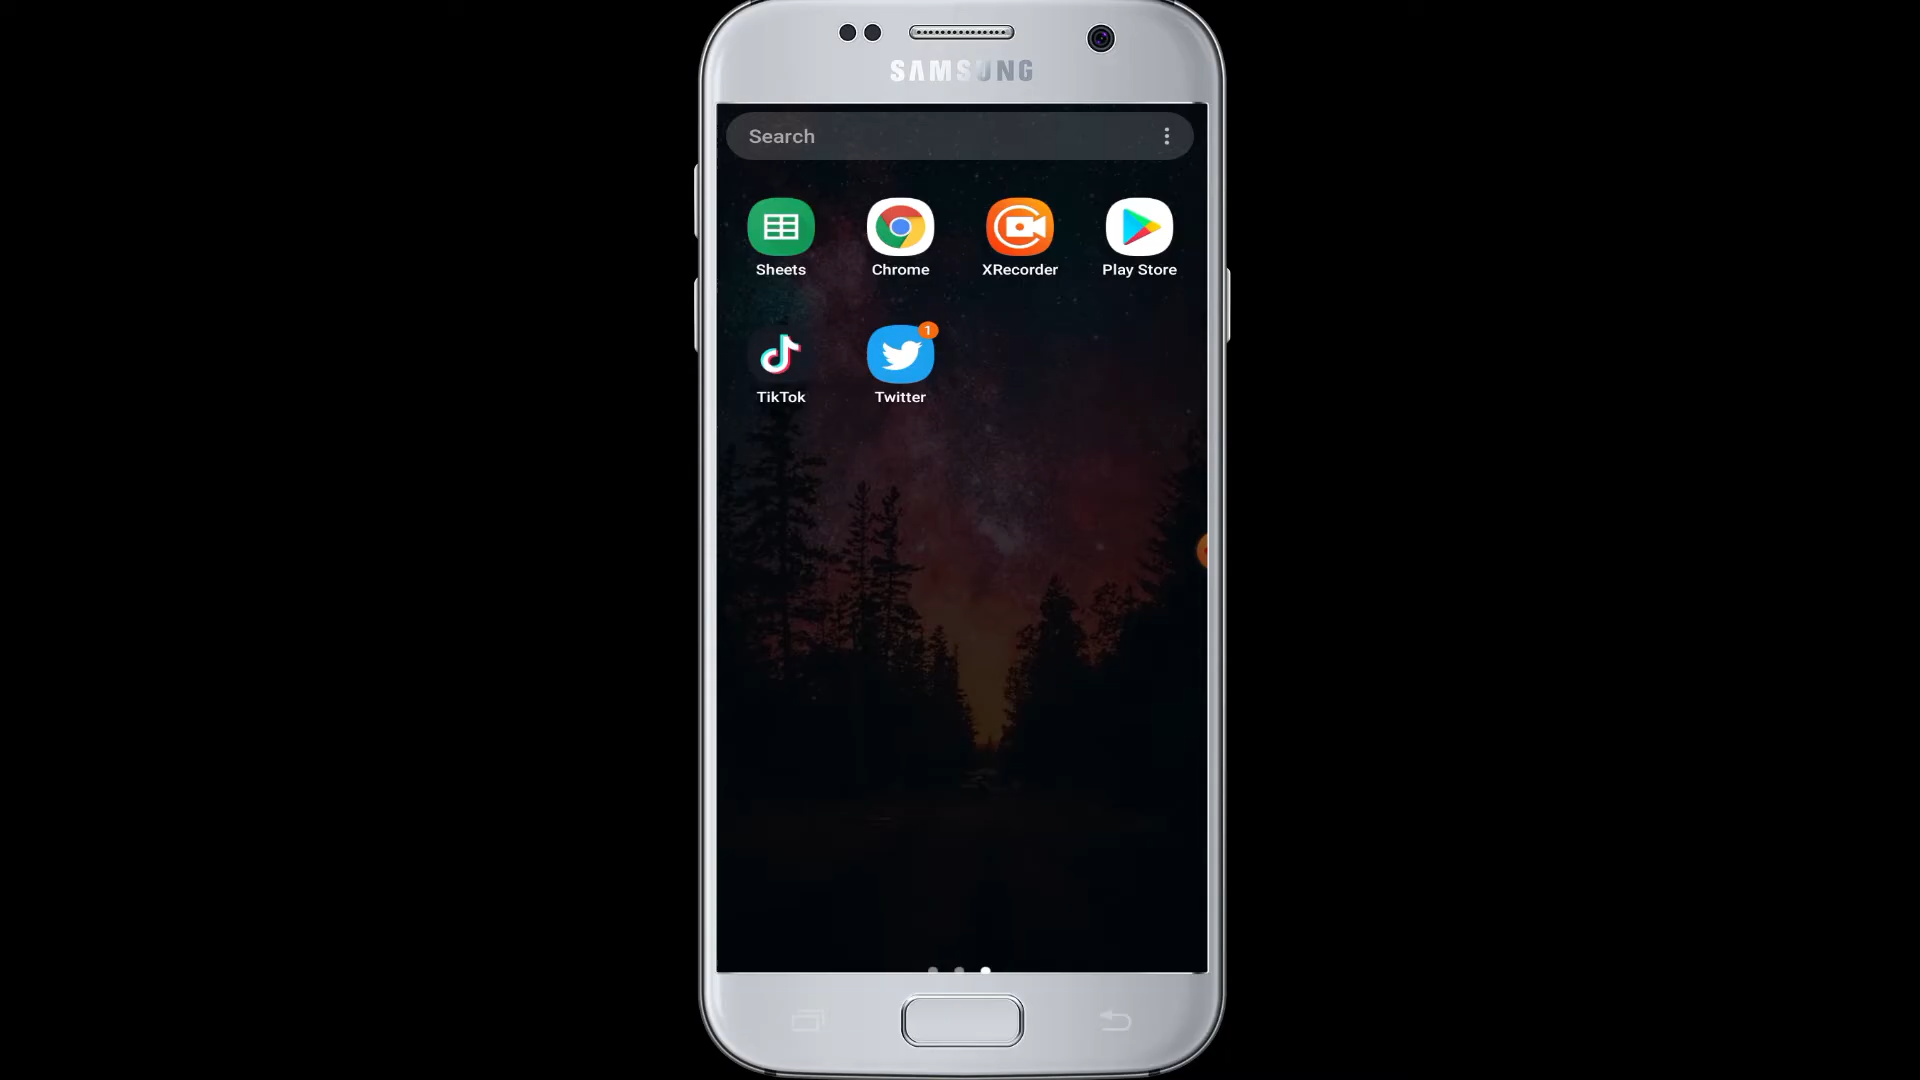 SAMSUNG
Search
Sheets
Chrome
XRecorder
Play Store
1
TikTok
Twitter